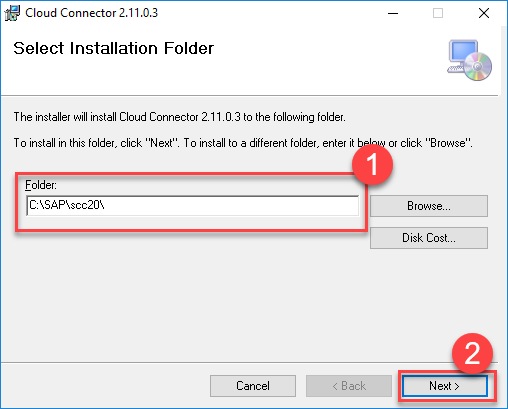 Cloud Connector 2.11.0.3
Select Installation Folder
The installer will install Cloud Connector 2.11.0.3 to the following folder.
To install in this folder, click "Next". To install to a different folder, enter it below or click "Browse".
1
Folder:
C:\SAP\scc20\
Browse...
Disk Cost...
2
Cancel
< Back
Next >